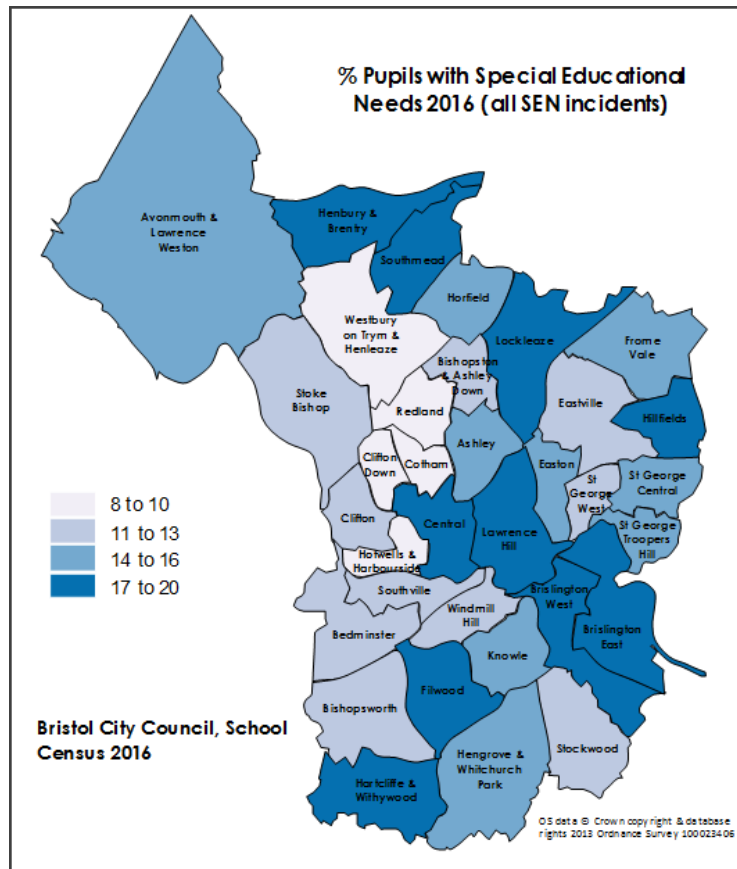 % Pupils with Special Educational
Needs 2016 (all SEN incidents)
Avonmouth &
Lawrence
Weston
Henbury &
Brentry
Southmead
Horfield
Westbury
on Trym &
Henleaze
Lockleaze
Frome
Vale
Bishopston
& Ashley
Down
Stoke
Bishop
Eastville
Redland
Hillfields
Ashley
Clifton
Down
Cotham
Easton
St
George
West
St George
Central
8 to 10
11 to 13
14 to 16
17 to 20
Clifton
Central
Lawrence
Hill
St George
Troopers
Hill
Hotwells &
Harbourside
Southville
Brislington
West
Windmill
Hill
Bedminster
Brislington
East
Knowle
Filwood
Bishopsworth
Stockwood
Bristol City Council, School
Census 2016
Hengrove &
Whitchurch
Park
Hartcliffe &
Withywood
OS data © Crown copyright & database
rights 2013 Ordnance Survey 100023406